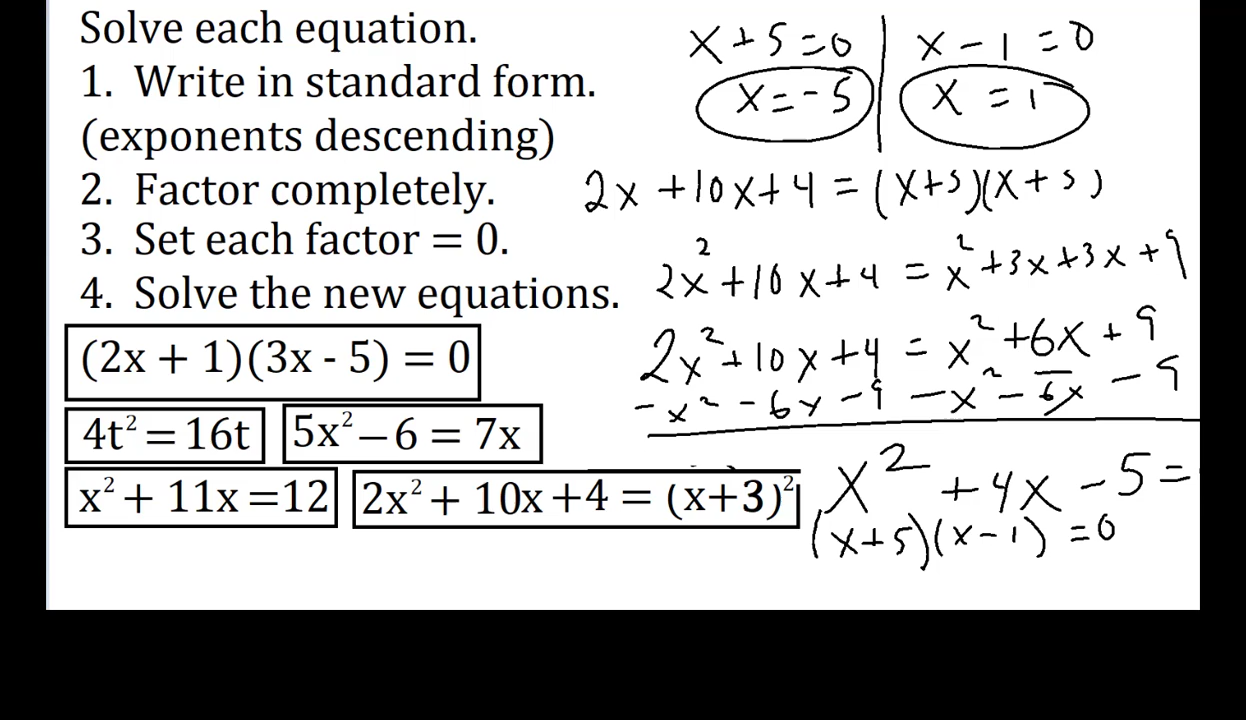 Solve each equation.
1. Write in standard form.
(exponents descending)
2. Factor completely.
3. Set each factor = 0.
4. Solve the new equations.
(2x + 1)(3x - 5) = 0
4t² = 16t
5x² – 6 = 7x
x² + 11x =12
2x² + 10x +4 = (x+3)²
x + 5 = 0
x = -5
x - 1 = 0
x = 1
2x +10x+4 = (x+3)(x+3)
2x² +10x+4 = x² +3x+3x+9
2x² +10x+4 = x² +6x+9
-x² -6x -9 -x² -6x -9
x² +4x -5 =
(x+5)(x-1) =0